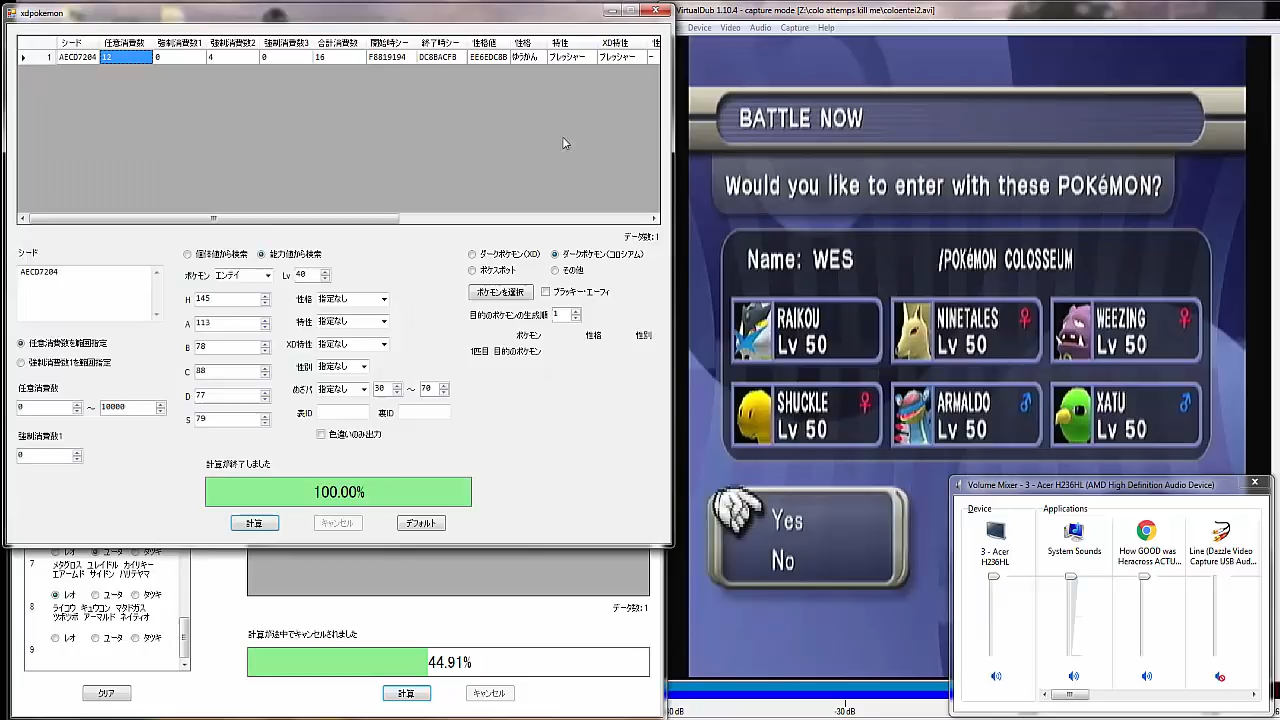 xdpokemon
VirtualDub 1.10.4 - capture mode [Z:\colo attemps kill me\coloentei2.avi]
Device Video Audio Capture Help
シード 任意消費数 強制消費数1 強制消費数2 強制消費数3 合計消費数 開始時シー 終了時シー 性格値 性格 特性 XD特性 性
1 AECD7204 12 0 4 0 16 F8819194 DC8BACFB EE6EDC8B ゆうかん プレッシャー プレッシャー -
データ数:1
シード
AECD7204
任意消費数を範囲指定
強制消費数1を範囲指定
任意消費数
0 ～ 10000
強制消費数1
0
個体値から検索 能力値から検索
ポケモン エンテイ Lv 40
H 145 性格 指定なし
A 113 特性 指定なし
B 78 XD特性 指定なし
C 88 性別 指定なし
D 77 めざパ 指定なし 30 ～ 70
S 79 表ID 裏ID
色違いのみ出力
ダークポケモン(XD) ダークポケモン(コロシアム)
ポケスポット その他
ポケモンを選択 ブラッキー・エーフィ
目的のポケモンの生成順 1
ポケモン 性格 性別
1匹目 目的のポケモン
計算が終了しました
100.00%
計算 キャンセル デフォルト
レオ ユータ タツキ
7 メタグロス ユレイドル カイリキー
エアームド サイドン ハリテヤマ
レオ ユータ タツキ
8 ライコウ キュウコン マタドガス
ツボツボ アーマルド ネイティオ
レオ ユータ タツキ
9
クリア
データ数:1
計算が途中でキャンセルされました
44.91%
計算 キャンセル
BATTLE NOW
Would you like to enter with these POKéMON?
Name: WES /POKéMON COLOSSEUM
RAIKOU Lv 50
NINETALES ♀ Lv 50
WEEZING ♀ Lv 50
SHUCKLE ♀ Lv 50
ARMALDO ♂ Lv 50
XATU ♂ Lv 50
Yes
No
Volume Mixer - 3 - Acer H236HL (AMD High Definition Audio Device)
Device Applications
3 - Acer H236HL
System Sounds
How GOOD was Heracross ACTU...
Line (Dazzle Video Capture USB Aud...
-30 dB